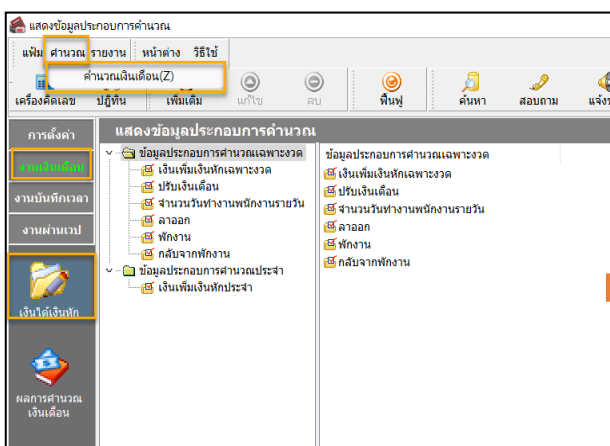 แสดงข้อมูลประกอบการคำนวณ
แฟ้ม คำนวณ รายงาน หน้าต่าง วิธีใช้
คำนวณเงินเดือน(Z)
เครื่องคิดเลข ปฏิทิน เพิ่มเติม แก้ไข ลบ ฟื้นฟู ค้นหา สอบถาม
การตั้งค่า
งานเงินเดือน
งานบันทึกเวลา
งานผ่านเวป
เงินได้เงินหัก
ผลการคำนวณ
เงินเดือน
แสดงข้อมูลประกอบการคำนวณ
ข้อมูลประกอบการคำนวณเฉพาะงวด
เงินเพิ่มเงินหักเฉพาะงวด
ปรับเงินเดือน
จำนวนวันทำงานพนักงานรายวัน
ลาออก
พักงาน
กลับจากพักงาน
ข้อมูลประกอบการคำนวณประจำ
เงินเพิ่มเงินหักประจำ
ข้อมูลประกอบการคำนวณเฉพาะงวด
เงินเพิ่มเงินหักเฉพาะงวด
ปรับเงินเดือน
จำนวนวันทำงานพนักงานรายวัน
ลาออก
พักงาน
กลับจากพักงาน